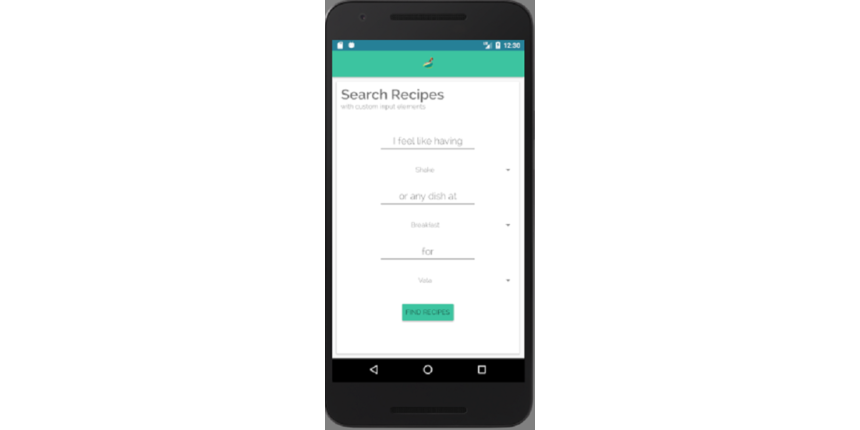 12:36
Search Recipes
with custom input elements
I feel like having
Shake
or any dish at
Breakfast
for
Vata
FIND RECIPES